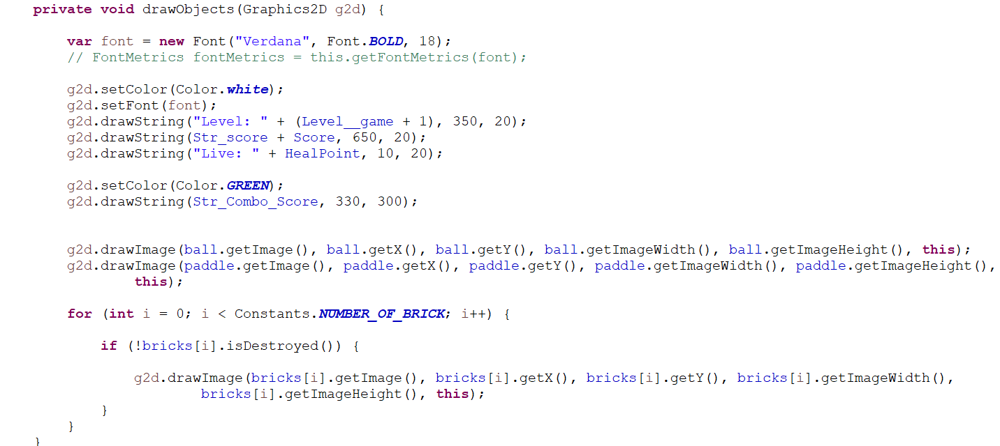 private void drawObjects(Graphics2D g2d) {
var font = new Font("Verdana", Font.BOLD, 18);
// FontMetrics fontMetrics = this.getFontMetrics(font);
g2d.setColor(Color.white);
g2d.setFont(font);
g2d.drawString("Level: " + (Level__game + 1), 350, 20);
g2d.drawString(Str_score + Score, 650, 20);
g2d.drawString("Live: " + HealPoint, 10, 20);
g2d.setColor(Color.GREEN);
g2d.drawString(Str_Combo_Score, 330, 300);
g2d.drawImage(ball.getImage(), ball.getX(), ball.getY(), ball.getImageWidth(), ball.getImageHeight(), this);
g2d.drawImage(paddle.getImage(), paddle.getX(), paddle.getY(), paddle.getImageWidth(), paddle.getImageHeight(),
this);
for (int i = 0; i < Constants.NUMBER_OF_BRICK; i++) {
if (!bricks[i].isDestroyed()) {
g2d.drawImage(bricks[i].getImage(), bricks[i].getX(), bricks[i].getY(), bricks[i].getImageWidth(),
bricks[i].getImageHeight(), this);
}
}
}